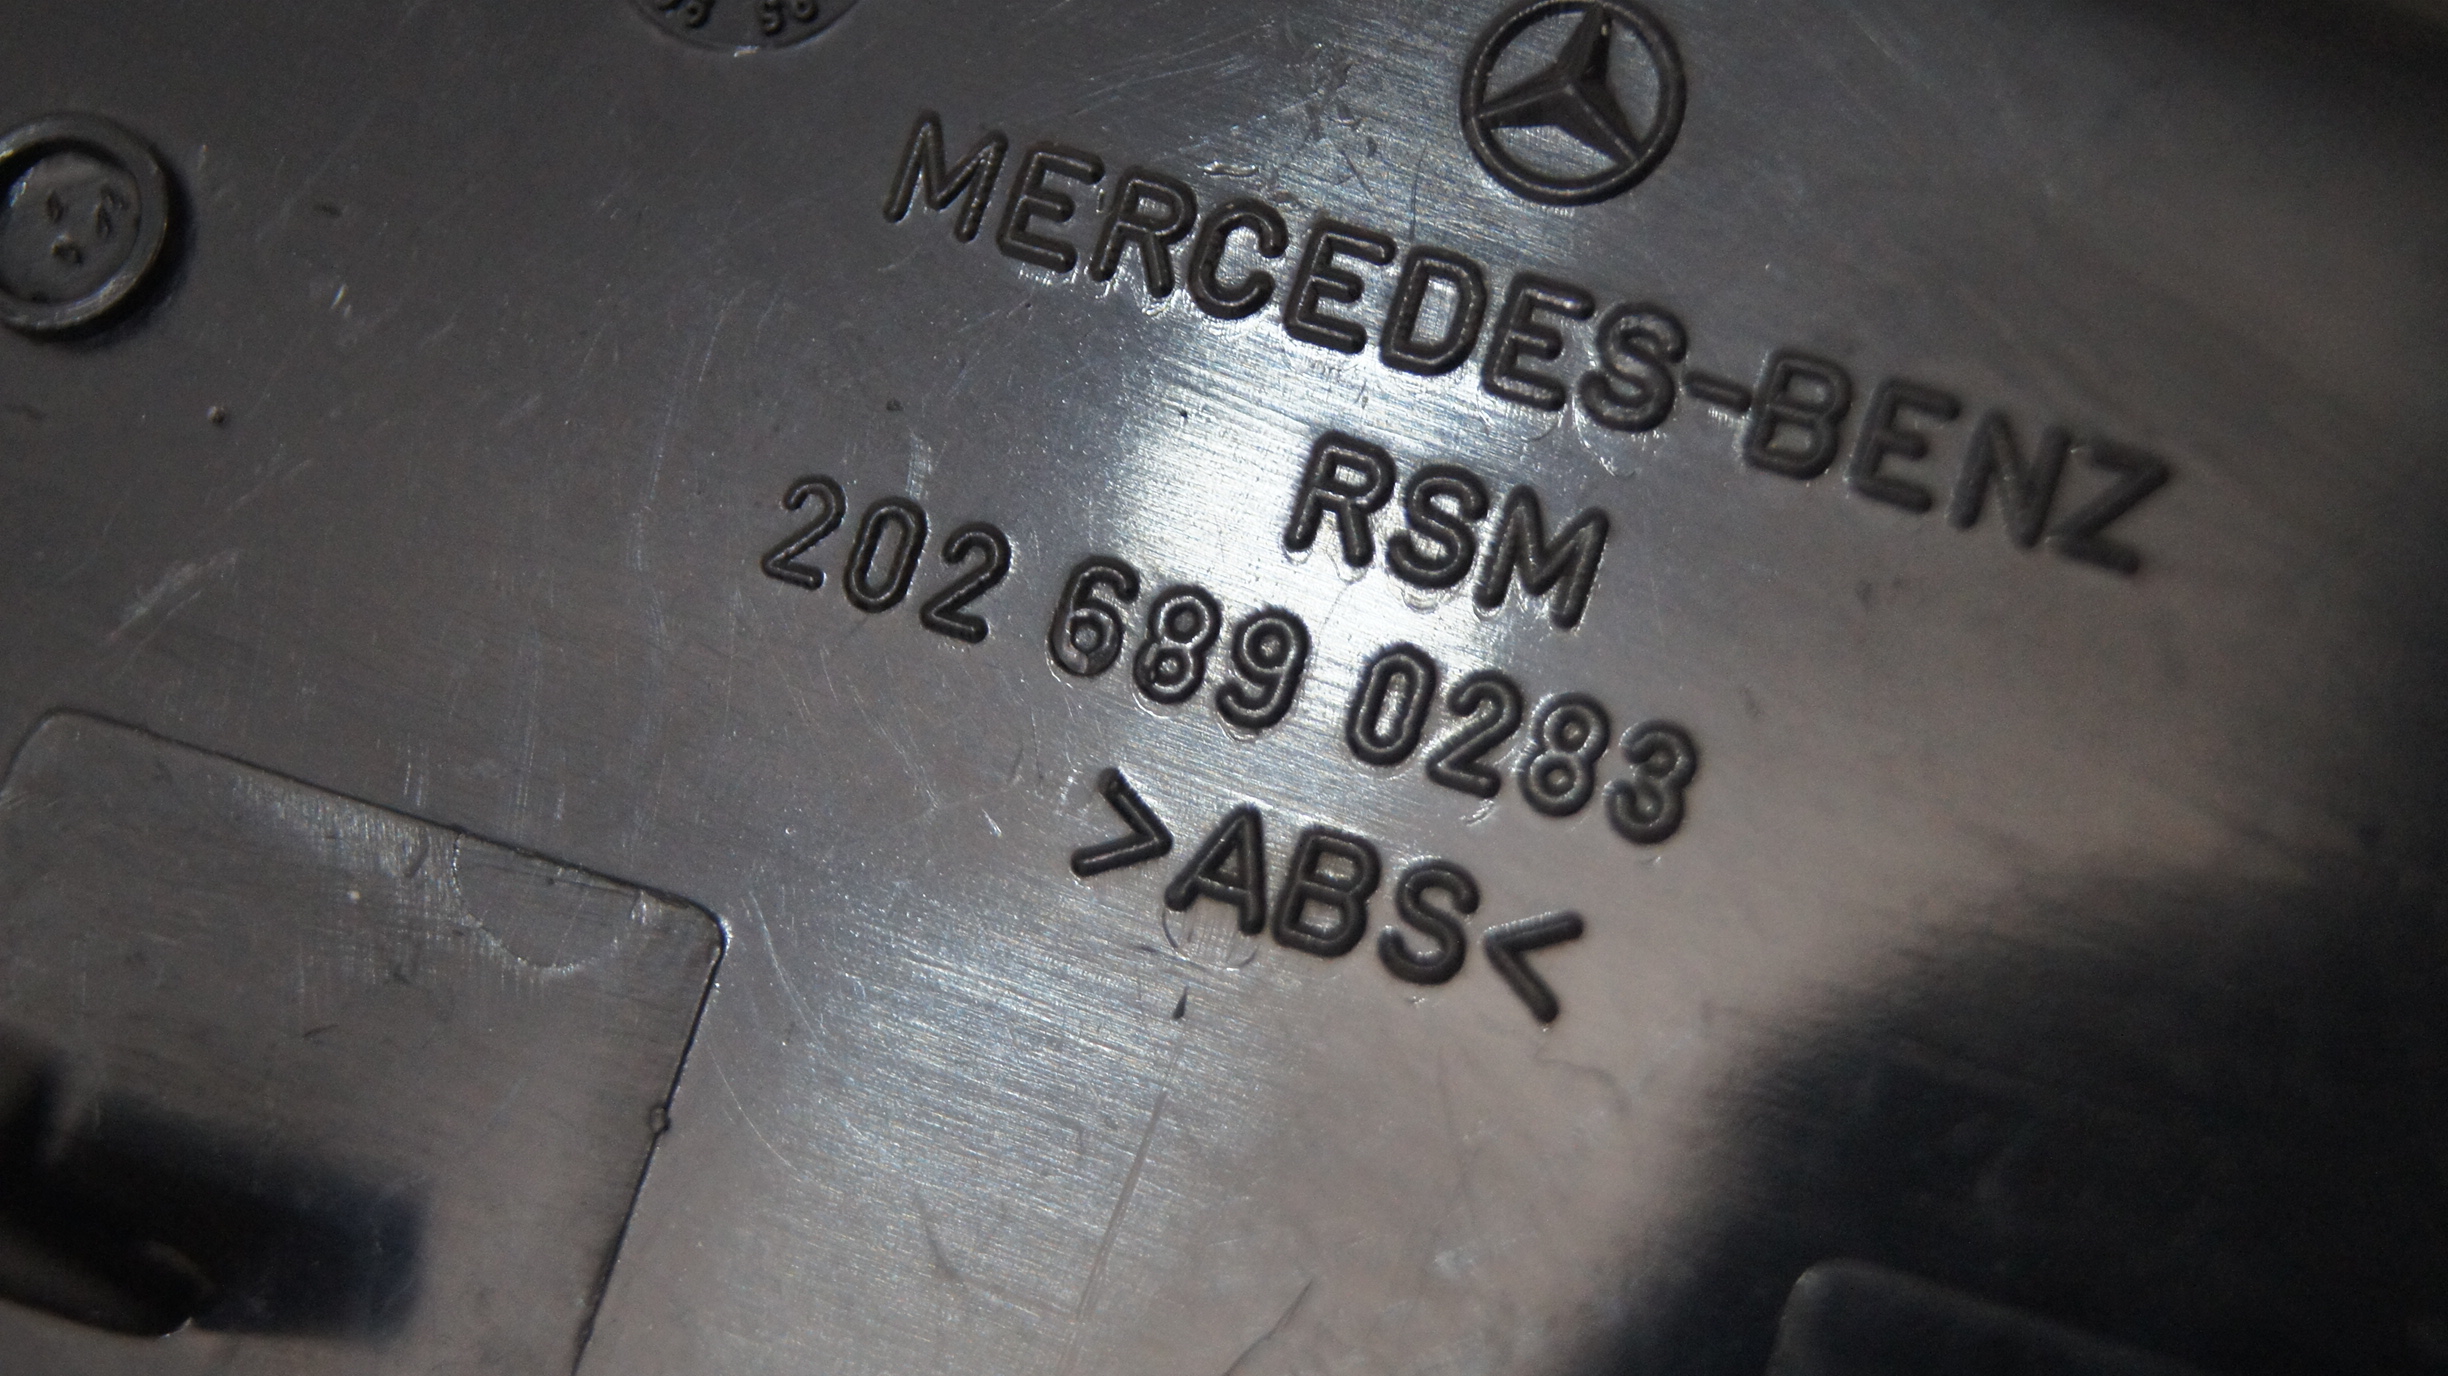 MERCEDES-BENZ
RSM
202 689 0283
>ABS<